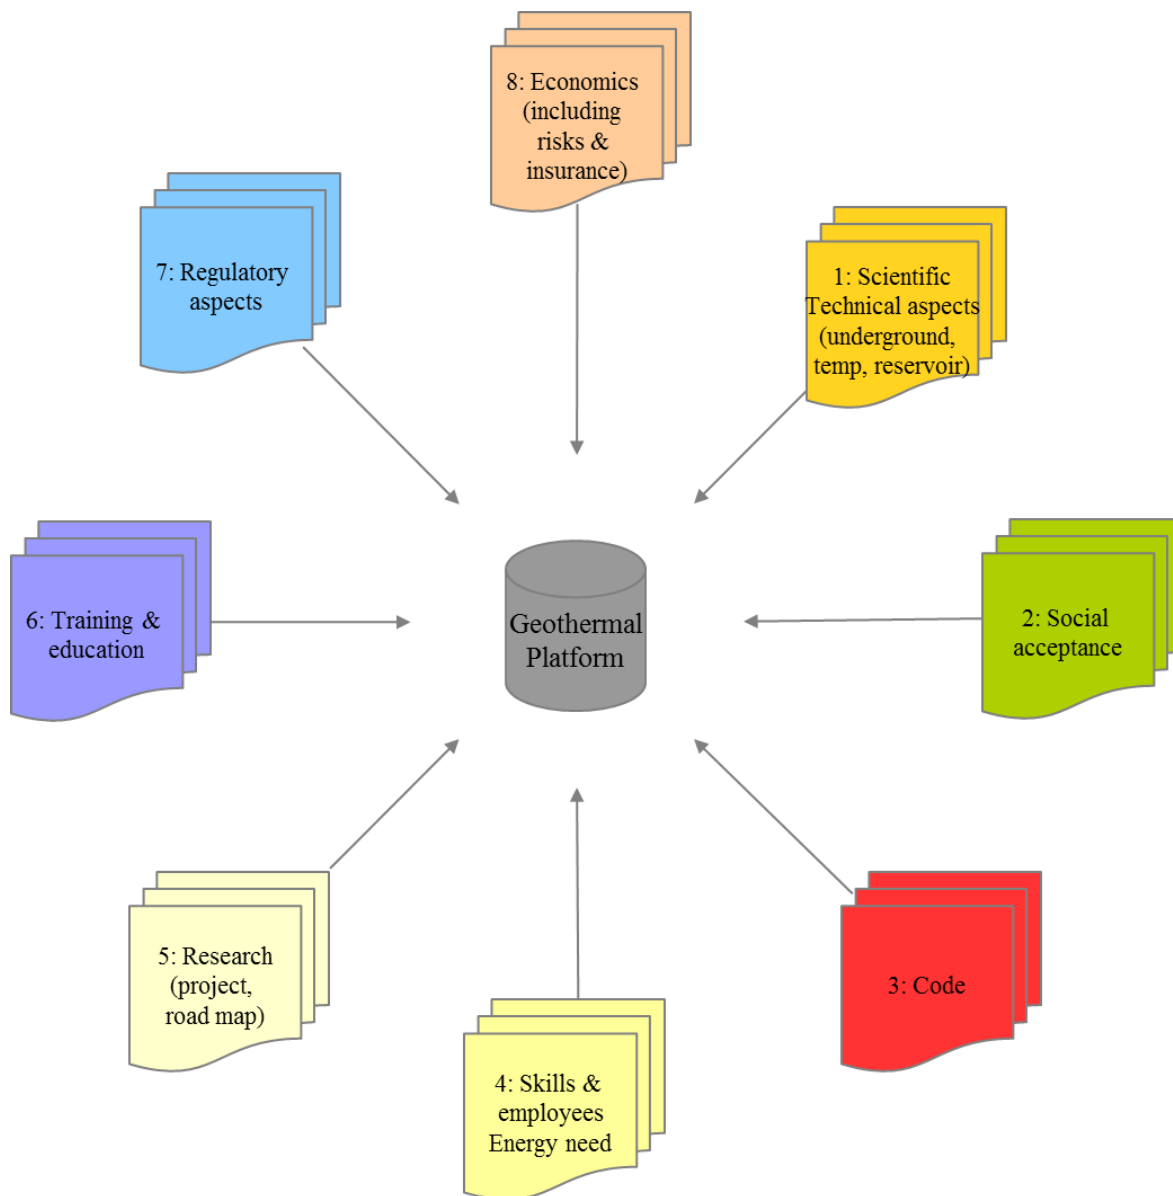 8: Economics
(including
risks &
insurance)
7: Regulatory
aspects
1: Scientific
Technical aspects
(underground,
temp, reservoir)
6: Training &
education
Geothermal
Platform
2: Social
acceptance
5: Research
(project,
road map)
3: Code
4: Skills &
employees
Energy need